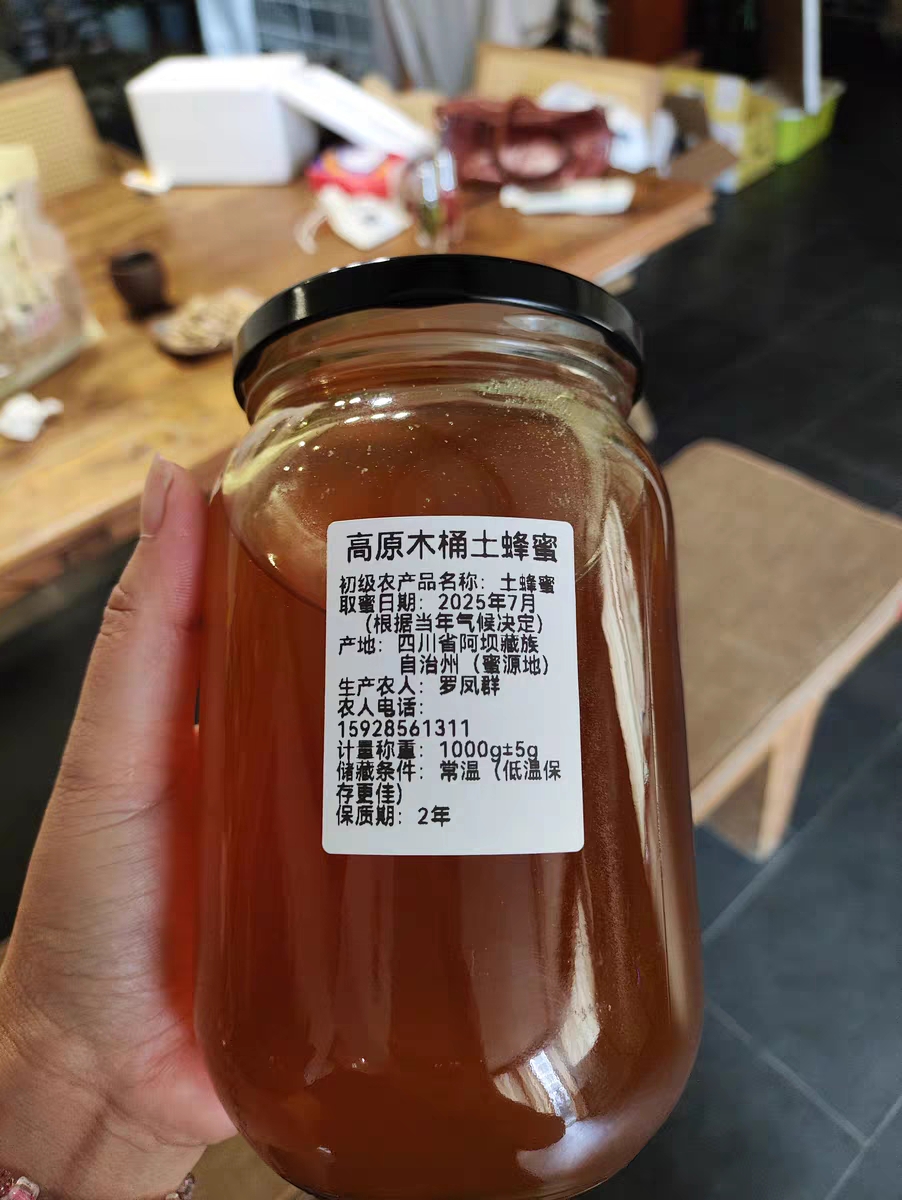 高原木桶土蜂蜜
初级农产品名称：土蜂蜜
取蜜日期：2025年7月
（根据当年气候决定）
产地：四川省阿坝藏族
自治州（蜜源地）
生产农人：罗凤群
农人电话：
15928561311
计量称重：1000g±5g
储藏条件：常温（低温保
存更佳）
保质期：2年